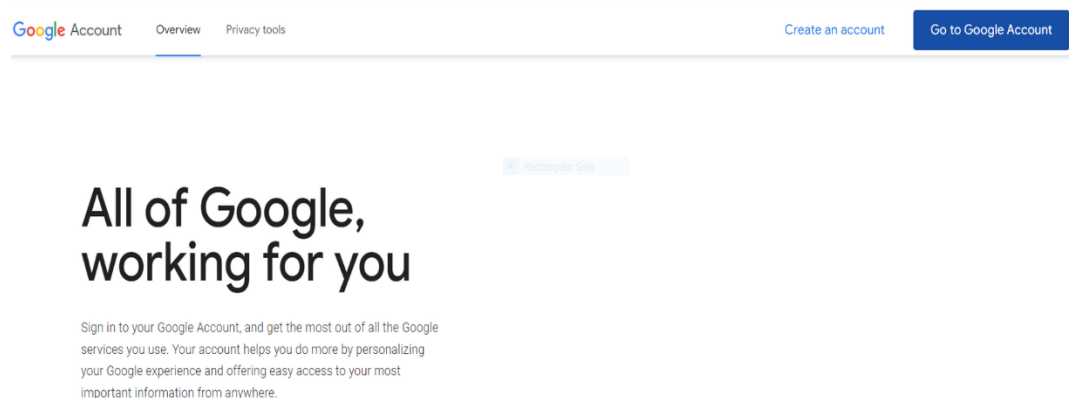 Google Account Overview Privacy tools Create an account Go to Google Account
Rectangular Snip
All of Google,
working for you
Sign in to your Google Account, and get the most out of all the Google
services you use. Your account helps you do more by personalizing
your Google experience and offering easy access to your most
important information from anywhere.